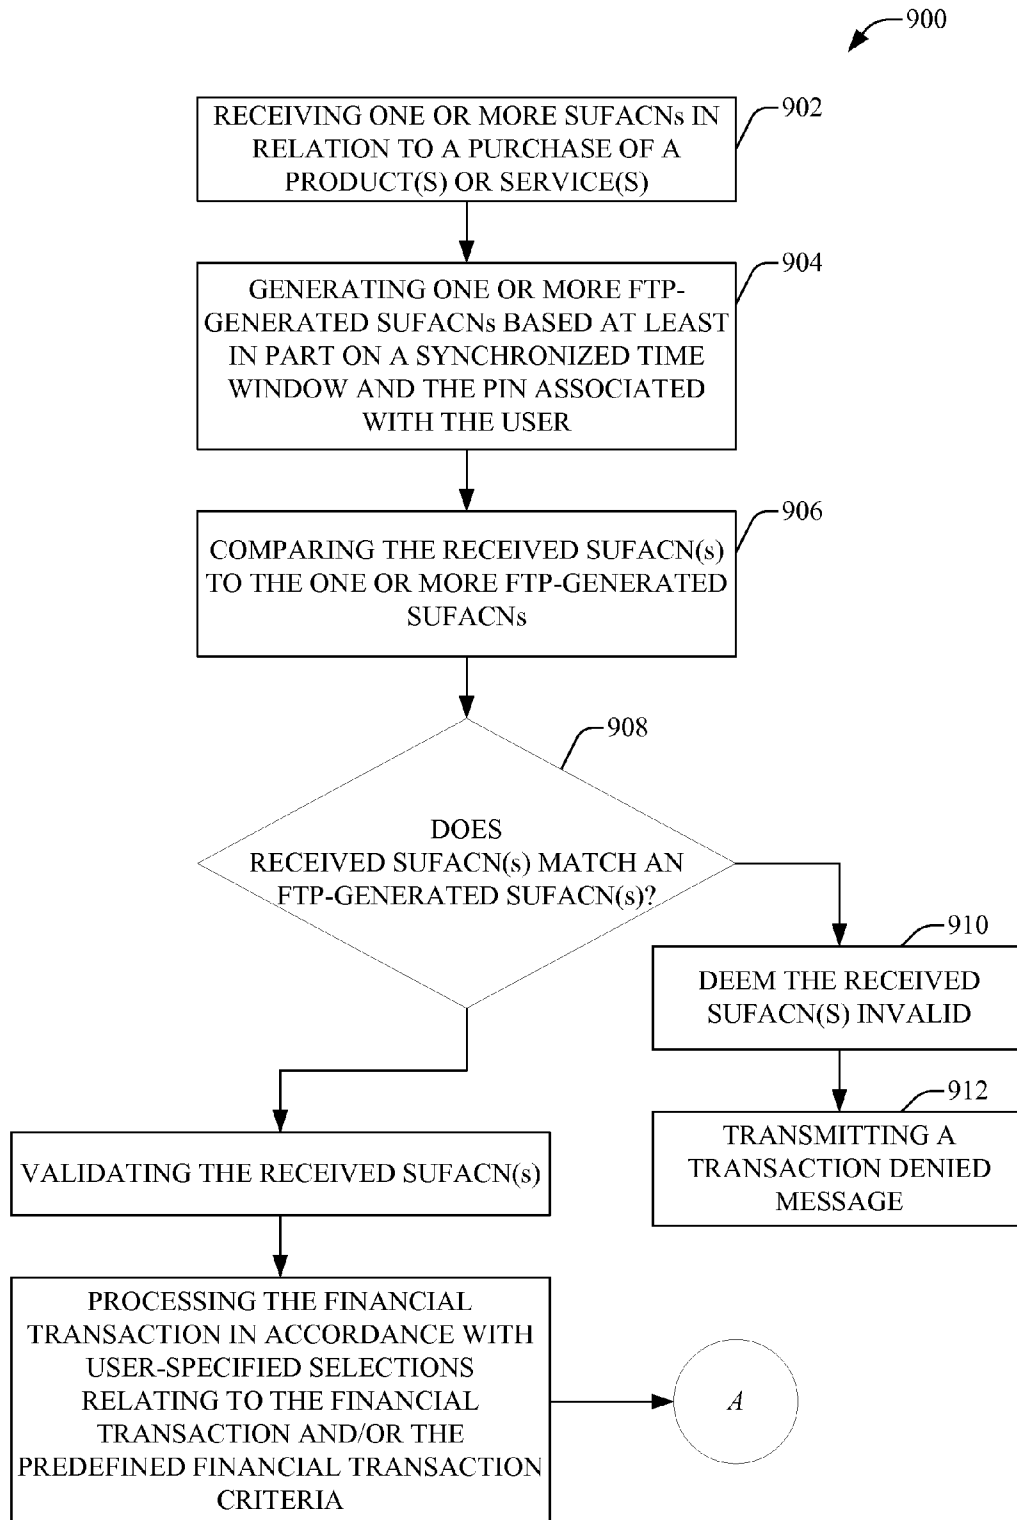 900
RECEIVING ONE OR MORE SUFACNs IN
RELATION TO A PURCHASE OF A
PRODUCT(S) OR SERVICE(S)
902
GENERATING ONE OR MORE FTP-
GENERATED SUFACNs BASED AT LEAST
IN PART ON A SYNCHRONIZED TIME
WINDOW AND THE PIN ASSOCIATED
WITH THE USER
904
COMPARING THE RECEIVED SUFACN(s)
TO THE ONE OR MORE FTP-GENERATED
SUFACNs
906
DOES
RECEIVED SUFACN(s) MATCH AN
FTP-GENERATED SUFACN(s)?
908
DEEM THE RECEIVED
SUFACN(S) INVALID
910
TRANSMITTING A
TRANSACTION DENIED
MESSAGE
912
VALIDATING THE RECEIVED SUFACN(s)
PROCESSING THE FINANCIAL
TRANSACTION IN ACCORDANCE WITH
USER-SPECIFIED SELECTIONS
RELATING TO THE FINANCIAL
TRANSACTION AND/OR THE
PREDEFINED FINANCIAL TRANSACTION
CRITERIA
A